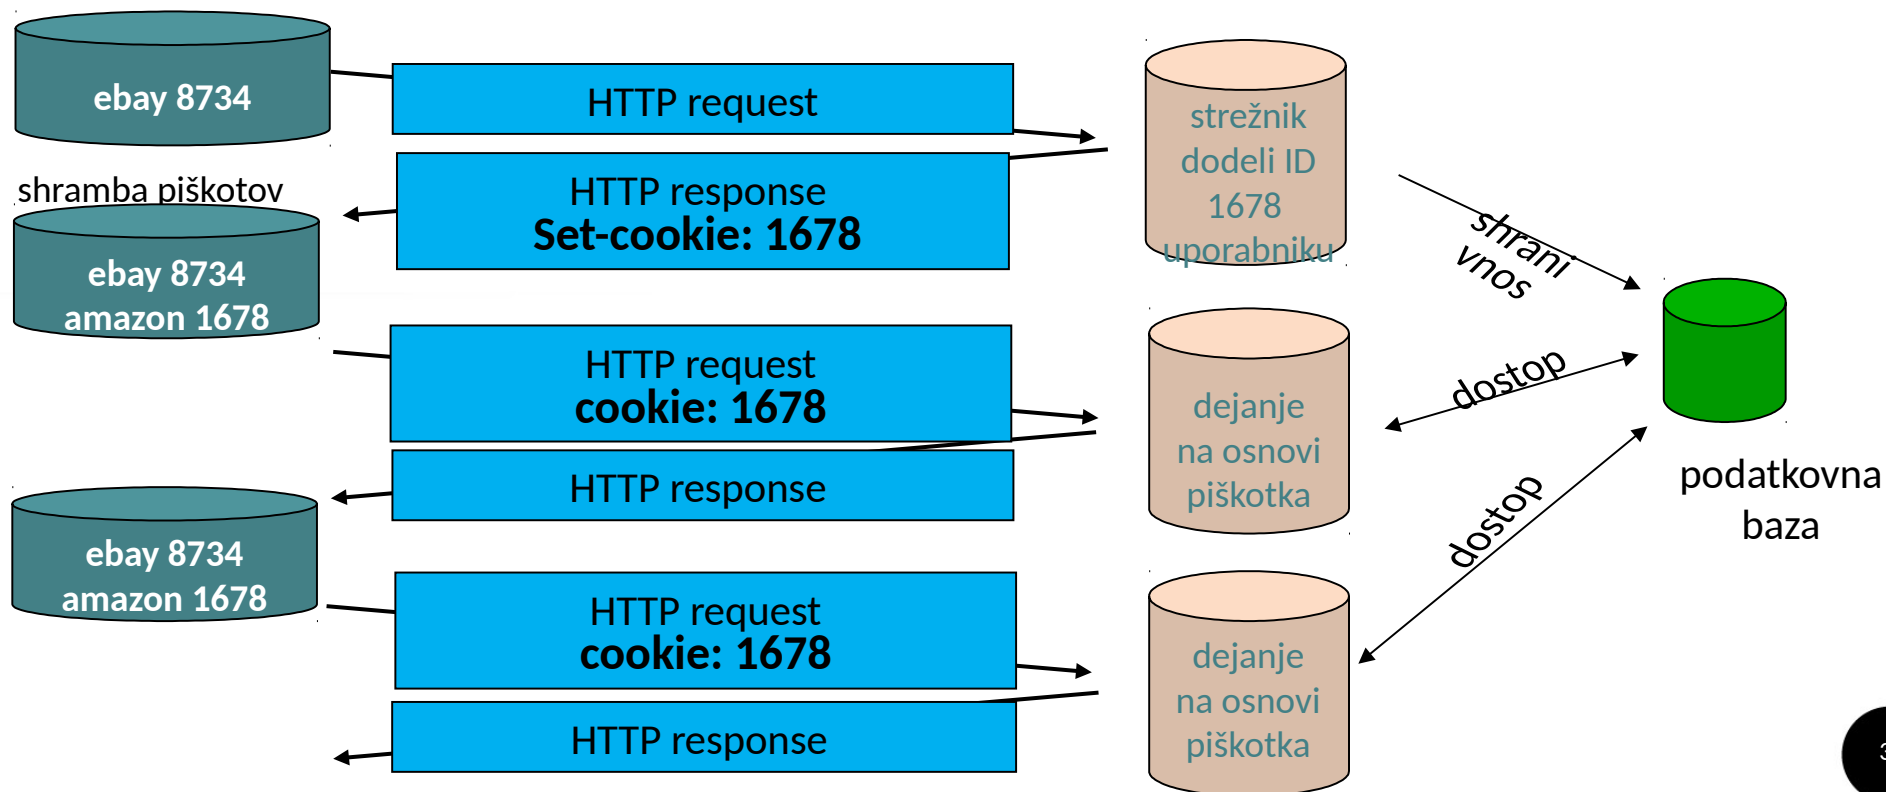 ebay 8734
HTTP request
strežnik
dodeli ID
1678
uporabniku
shramba piškotov
HTTP response
Set-cookie: 1678
shrani
vnos
ebay 8734
amazon 1678
HTTP request
cookie: 1678
dejanje
na osnovi
piškotka
dostop
podatkovna
baza
HTTP response
dostop
ebay 8734
amazon 1678
HTTP request
cookie: 1678
dejanje
na osnovi
piškotka
HTTP response